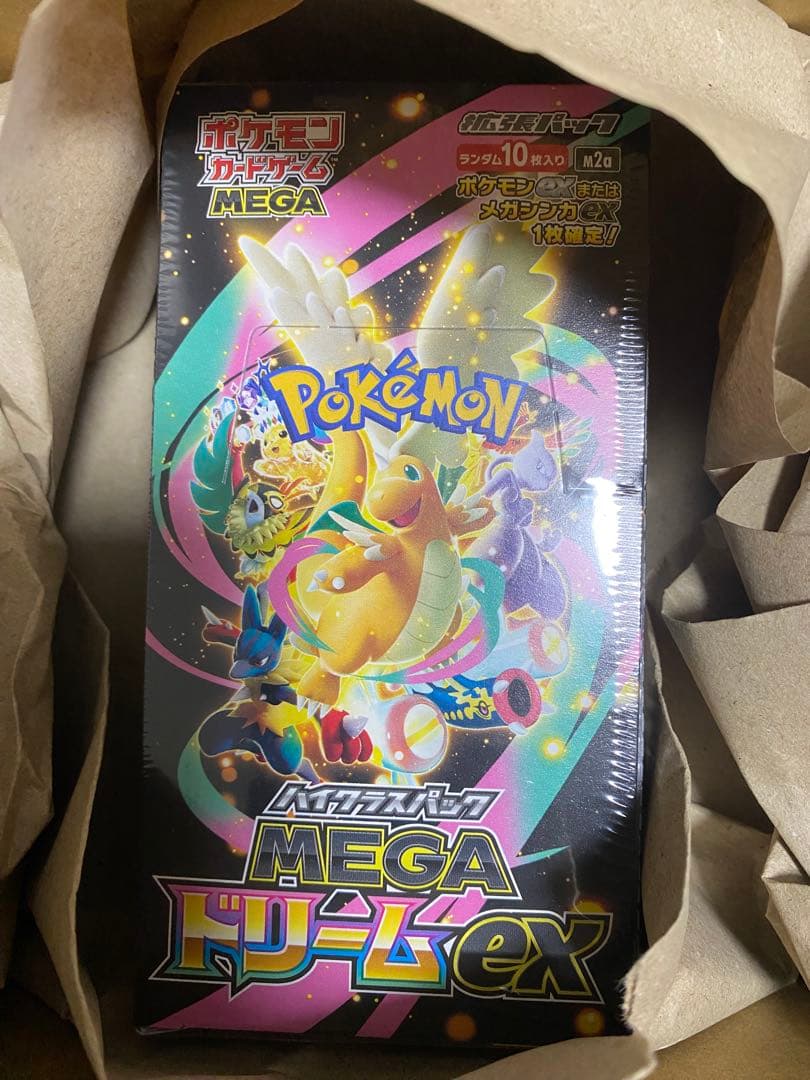 ポケモン
カードゲーム
MEGA
拡張パック
ランダム10枚入り M2a
ポケモンexまたは
メガシンカex
1枚確定!
POKéMON
ハイクラスパック
MEGA
ドリームex